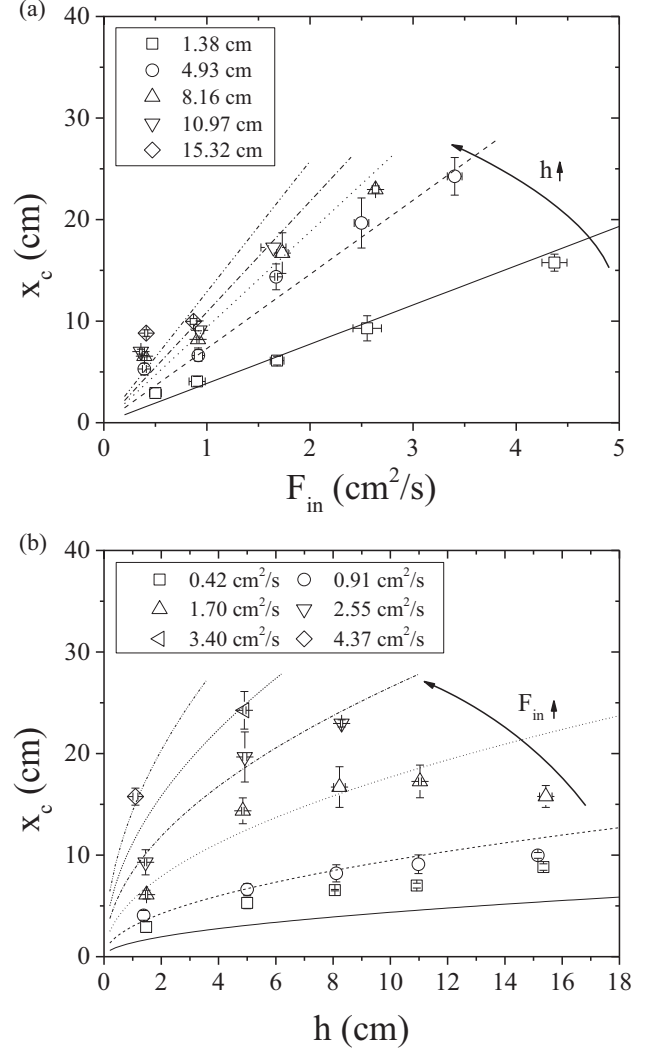 (a)
40
30
20
10
0
x_c (cm)
1.38 cm
4.93 cm
8.16 cm
10.97 cm
15.32 cm
h
0 1 2 3 4 5
F_in (cm²/s)
(b)
40
30
20
10
0
x_c (cm)
0.42 cm²/s 0.91 cm²/s
1.70 cm²/s 2.55 cm²/s
3.40 cm²/s 4.37 cm²/s
F_in
0 2 4 6 8 10 12 14 16 18
h (cm)